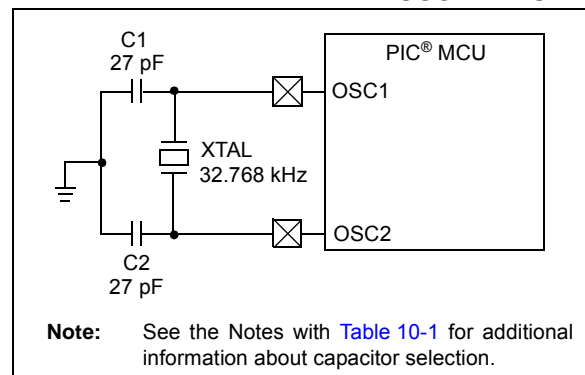 C1
27 pF
PIC® MCU
OSC1
XTAL
32.768 kHz
OSC2
C2
27 pF
Note: See the Notes with Table 10-1 for additional
information about capacitor selection.